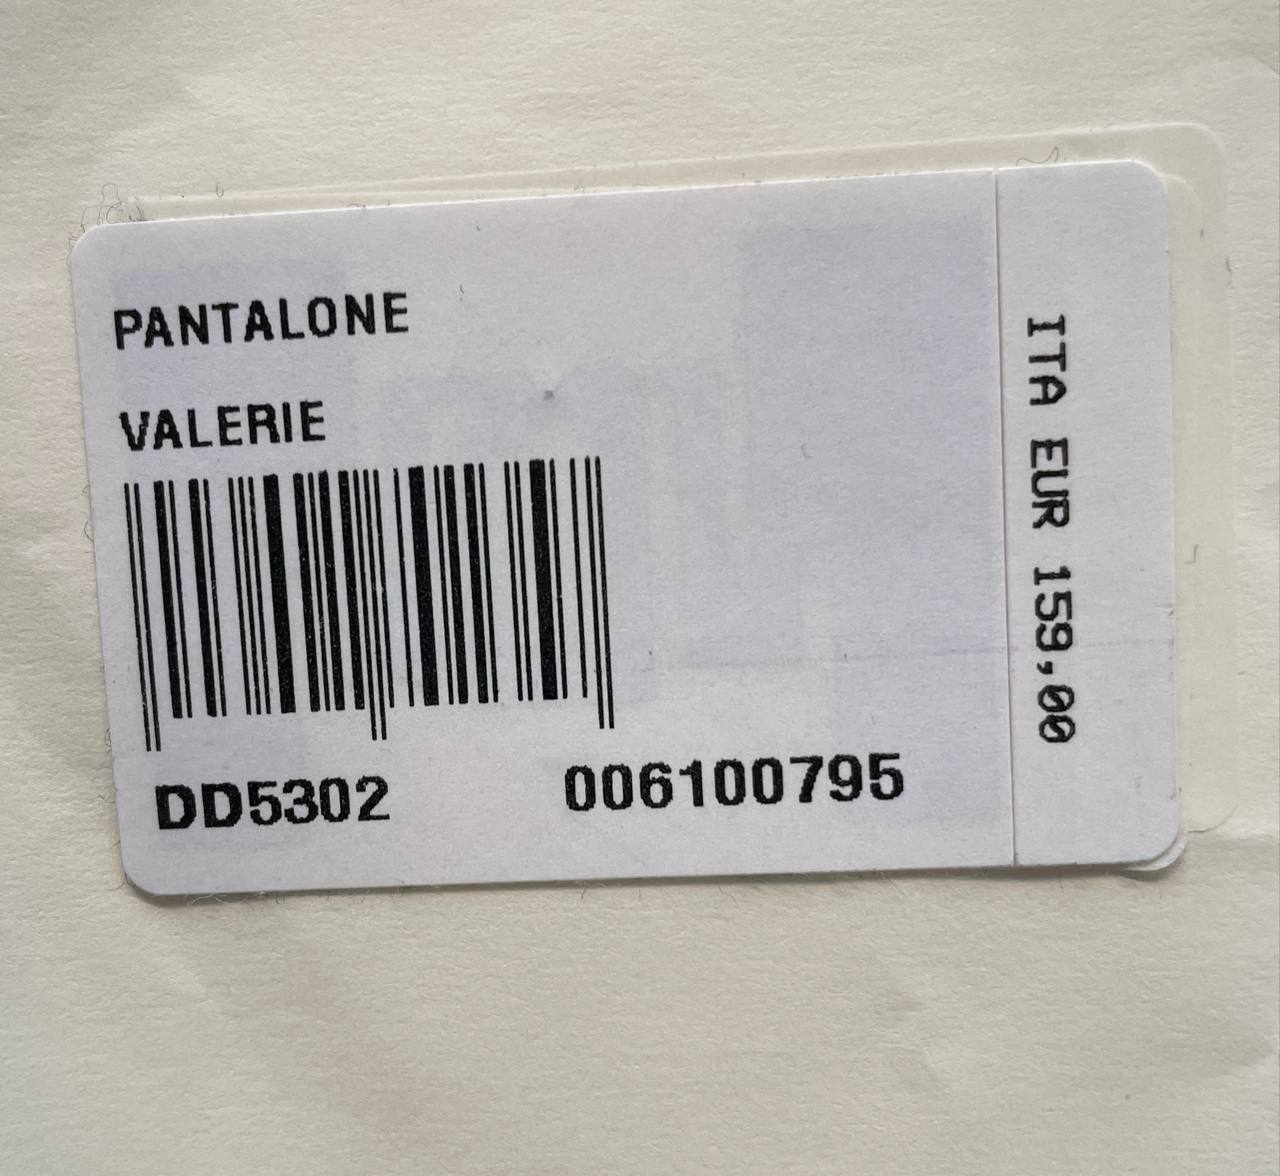 PANTALONE
VALERIE
DD5302 006100795
ITA EUR 159,00